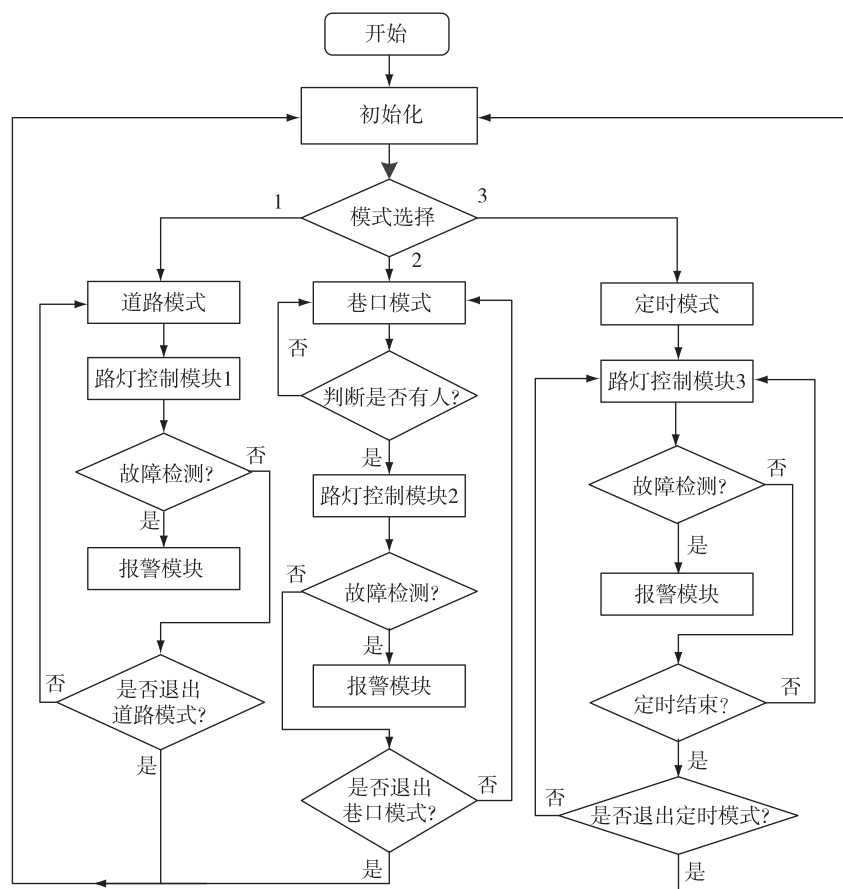 开始
初始化
模式选择
1
2
3
道路模式
路灯控制模块1
故障检测?
否
是
报警模块
是否退出
道路模式?
否
是
巷口模式
否
判断是否有人?
是
路灯控制模块2
否
故障检测?
是
报警模块
是否退出
巷口模式?
否
是
定时模式
路灯控制模块3
故障检测?
否
是
报警模块
定时结束?
否
是
否
是否退出定时模式?
是